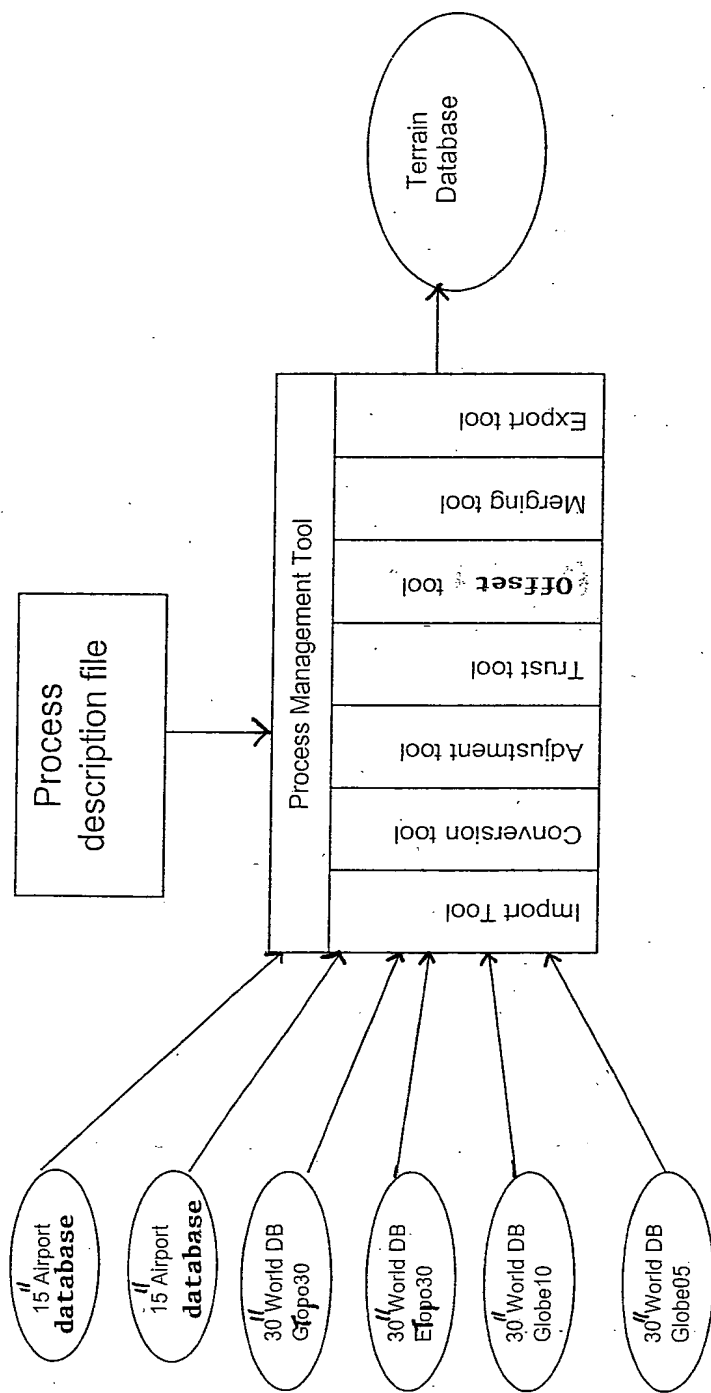 Process
description file
15" Airport
database
15" Airport
database
30" World DB
GTopo30
30" World DB
ETopo30
30" World DB
Globe10
30" World DB
Globe05
Process Management Tool
Import Tool
Conversion tool
Adjustment tool
Trust tool
Offset tool
Merging tool
Export tool
Terrain
Database